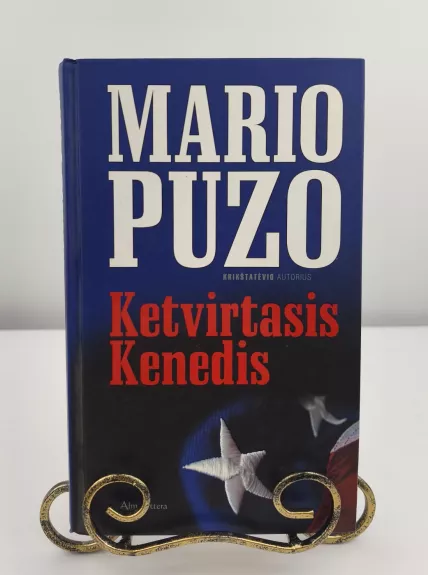 MARIO
PUZO
KRIKŠTATĖVIO AUTORIUS
Ketvirtasis
Kenedis